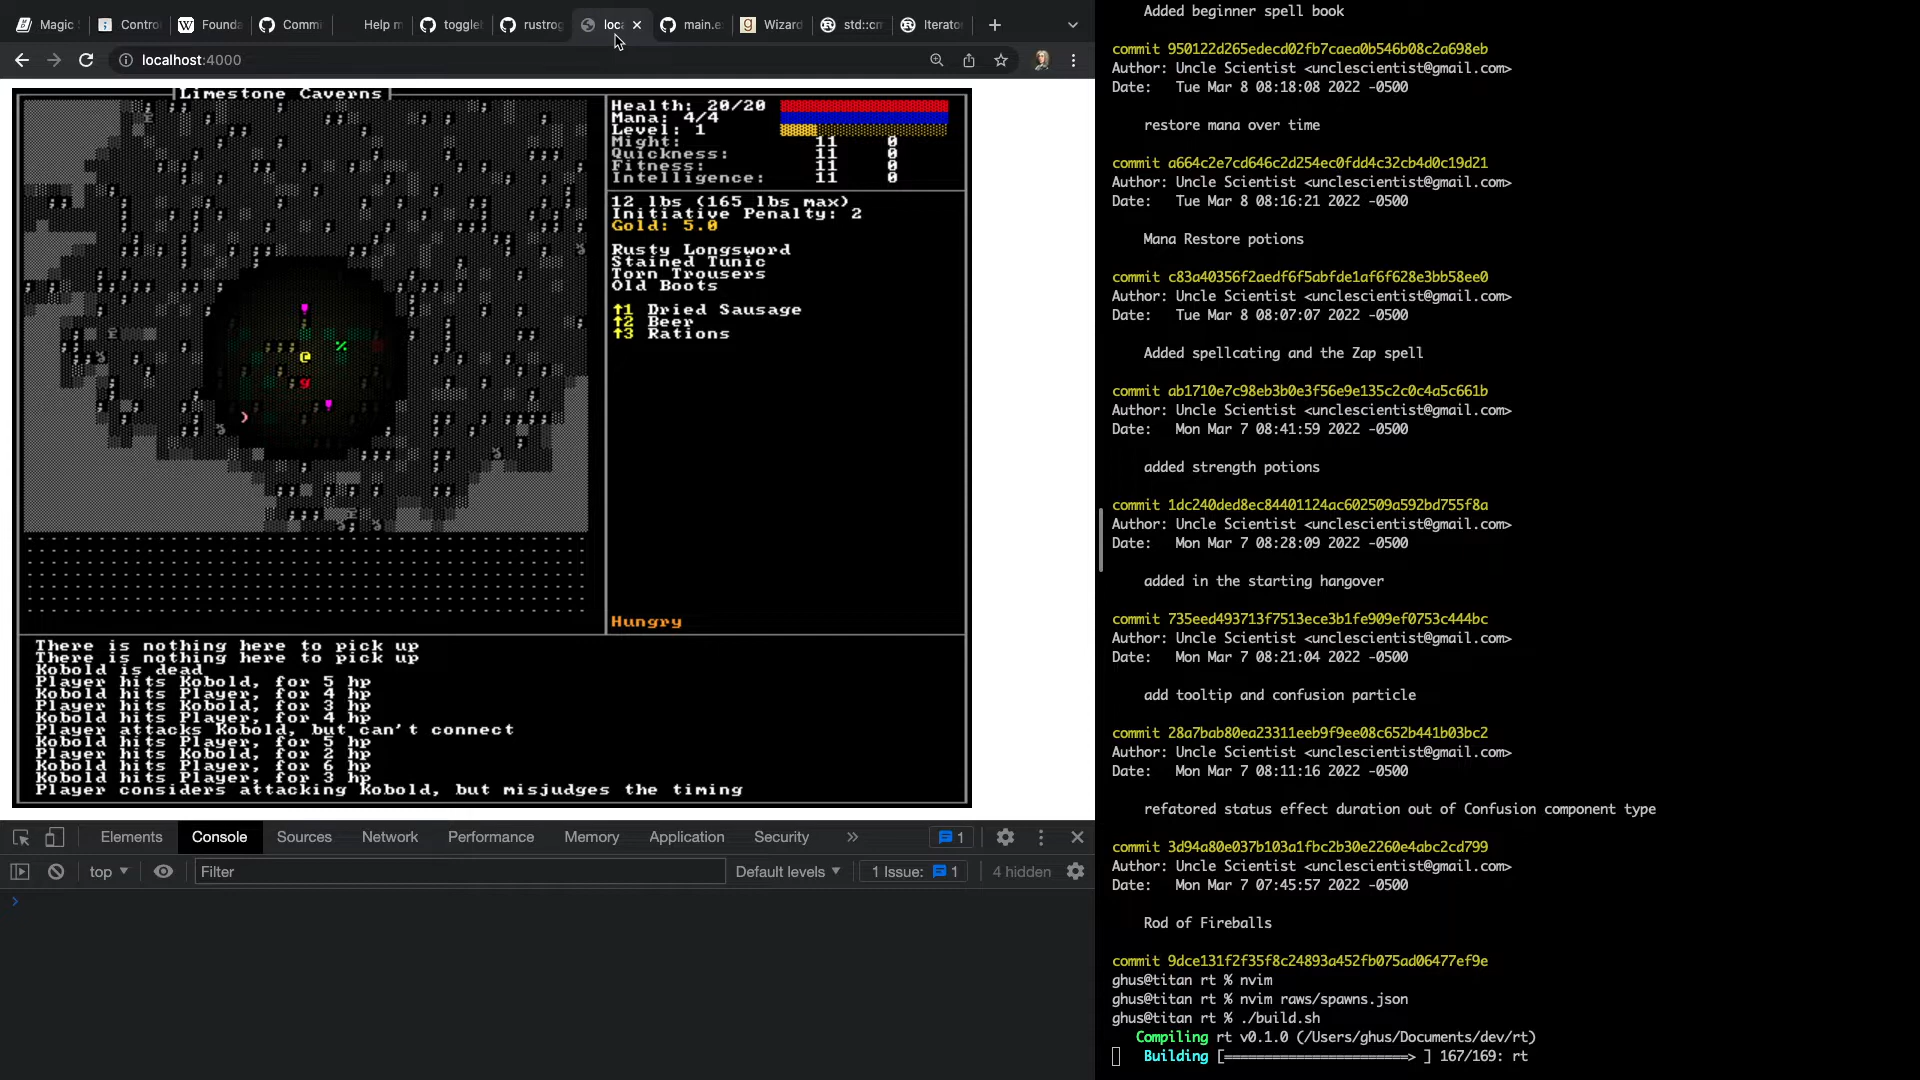 Magic
Contro
Founda
Commi
Help m
toggle
rustrog
loc
main.e
Wizard
std::cm
Iterator
localhost:4000
Limestone Caverns
Health: 20/20
Mana: 4/4
Level: 1
Might: 11 0
Quickness: 11 0
Fitness: 11 0
Intelligence: 11 0
12 lbs (165 lbs max)
Initiative Penalty: 2
Gold: 5.0
Rusty Longsword
Stained Tunic
Torn Trousers
Old Boots
↑1 Dried Sausage
↑2 Beer
↑3 Rations
Hungry
There is nothing here to pick up
There is nothing here to pick up
Kobold is dead
Player hits Kobold, for 5 hp
Kobold hits Player, for 4 hp
Player hits Kobold, for 3 hp
Kobold hits Player, for 4 hp
Player attacks Kobold, but can't connect
Kobold hits Player, for 5 hp
Player hits Kobold, for 2 hp
Kobold hits Player, for 6 hp
Kobold hits Player, for 3 hp
Player considers attacking Kobold, but misjudges the timing
Elements Console Sources Network Performance Memory Application Security » 1
top ▼ Filter Default levels ▼ 1 Issue: 1 4 hidden
>
Added beginner spell book
commit 950122d265edecd02fb7caea0b546b08c2a698eb
Author: Uncle Scientist <unclescientist@gmail.com>
Date: Tue Mar 8 08:18:08 2022 -0500
restore mana over time
commit a664c2e7cd646c2d254ec0fdd4c32cb4d0c19d21
Author: Uncle Scientist <unclescientist@gmail.com>
Date: Tue Mar 8 08:16:21 2022 -0500
Mana Restore potions
commit c83a40356f2aedf6f5abfde1af6f628e3bb58ee0
Author: Uncle Scientist <unclescientist@gmail.com>
Date: Tue Mar 8 08:07:07 2022 -0500
Added spellcating and the Zap spell
commit ab1710e7c98eb3b0e3f56e9e135c2c0c4a5c661b
Author: Uncle Scientist <unclescientist@gmail.com>
Date: Mon Mar 7 08:41:59 2022 -0500
added strength potions
commit 1dc240ded8ec84401124ac602509a592bd755f8a
Author: Uncle Scientist <unclescientist@gmail.com>
Date: Mon Mar 7 08:28:09 2022 -0500
added in the starting hangover
commit 735eed493713f7513ece3b1fe909ef0753c444bc
Author: Uncle Scientist <unclescientist@gmail.com>
Date: Mon Mar 7 08:21:04 2022 -0500
add tooltip and confusion particle
commit 28a7bab80ea23311eeb9f9ee08c652b441b03bc2
Author: Uncle Scientist <unclescientist@gmail.com>
Date: Mon Mar 7 08:11:16 2022 -0500
refatored status effect duration out of Confusion component type
commit 3d94a80e037b103a1fbc2b30e2260e4abc2cd799
Author: Uncle Scientist <unclescientist@gmail.com>
Date: Mon Mar 7 07:45:57 2022 -0500
Rod of Fireballs
commit 9dce131f2f35f8c24893a452fb075ad06477ef9e
ghus@titan rt % nvim
ghus@titan rt % nvim raws/spawns.json
ghus@titan rt % ./build.sh
Compiling rt v0.1.0 (/Users/ghus/Documents/dev/rt)
Building [=======================> ] 167/169: rt